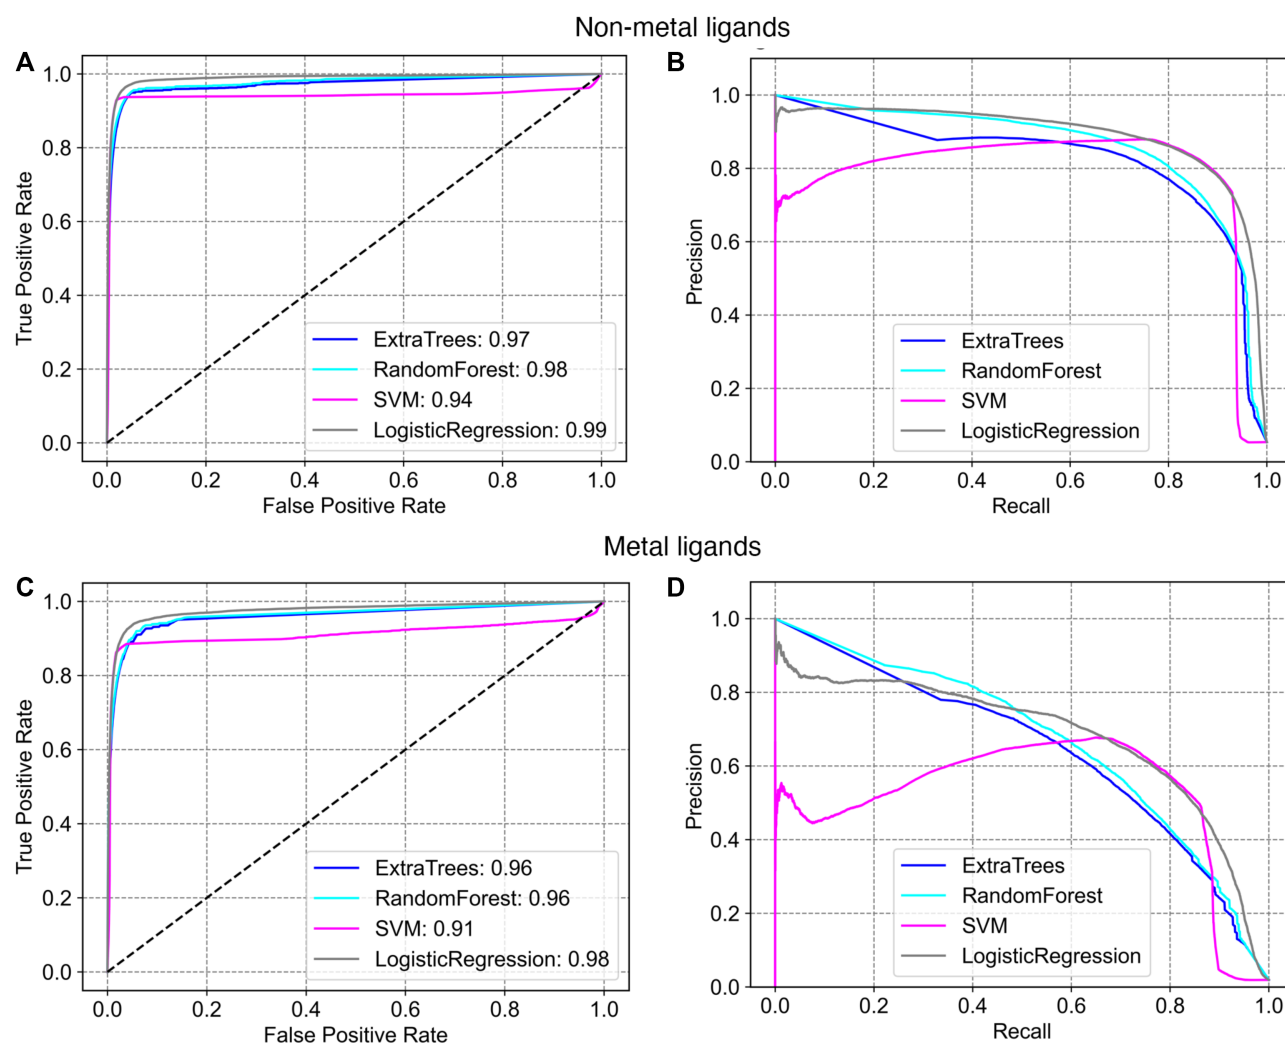 Non-metal ligands
A
True Positive Rate
1.0
0.8
0.6
0.4
0.2
0.0
ExtraTrees: 0.97
RandomForest: 0.98
SVM: 0.94
LogisticRegression: 0.99
0.0 0.2 0.4 0.6 0.8 1.0
False Positive Rate
B
Precision
1.0
0.8
0.6
0.4
0.2
0.0
ExtraTrees
RandomForest
SVM
LogisticRegression
0.0 0.2 0.4 0.6 0.8 1.0
Recall
Metal ligands
C
True Positive Rate
1.0
0.8
0.6
0.4
0.2
0.0
ExtraTrees: 0.96
RandomForest: 0.96
SVM: 0.91
LogisticRegression: 0.98
0.0 0.2 0.4 0.6 0.8 1.0
False Positive Rate
D
Precision
1.0
0.8
0.6
0.4
0.2
0.0
ExtraTrees
RandomForest
SVM
LogisticRegression
0.0 0.2 0.4 0.6 0.8 1.0
Recall